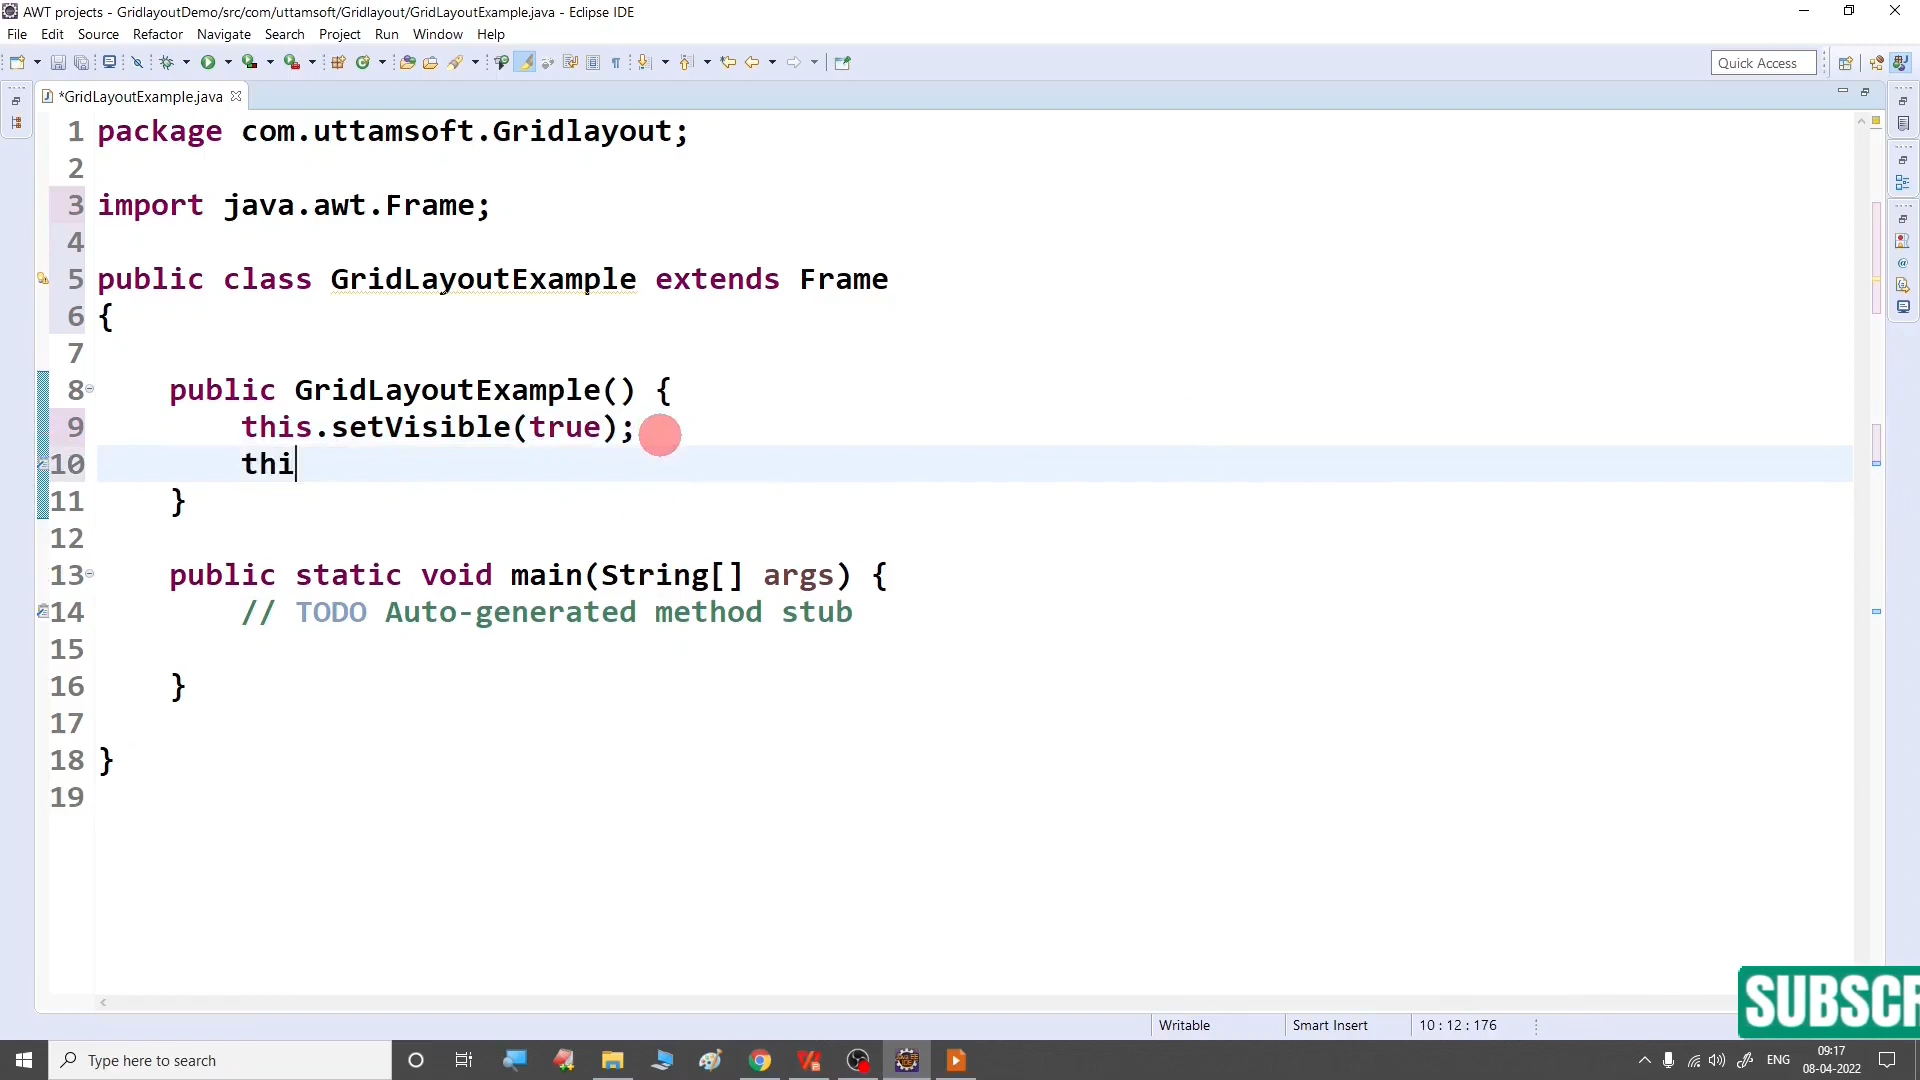 AWT projects - GridlayoutDemo/src/com/uttamsoft/Gridlayout/GridLayoutExample.java - Eclipse IDE
File Edit Source Refactor Navigate Search Project Run Window Help
Quick Access
*GridLayoutExample.java
1 package com.uttamsoft.Gridlayout;
2
3 import java.awt.Frame;
4
5 public class GridLayoutExample extends Frame
6 {
7
8 public GridLayoutExample() {
9 this.setVisible(true);
10 thi
11 }
12
13 public static void main(String[] args) {
14 // TODO Auto-generated method stub
15
16 }
17
18 }
19
SUBSCR
Writable Smart Insert 10 : 12 : 176
Type here to search
ENG
09:17
08-04-2022